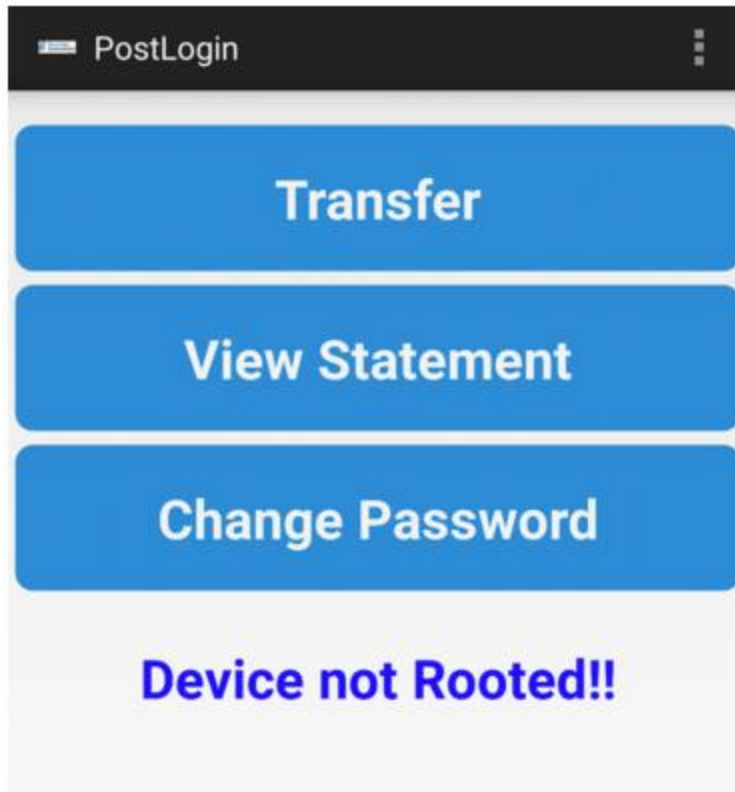 PostLogin
Transfer
View Statement
Change Password
Device not Rooted!!